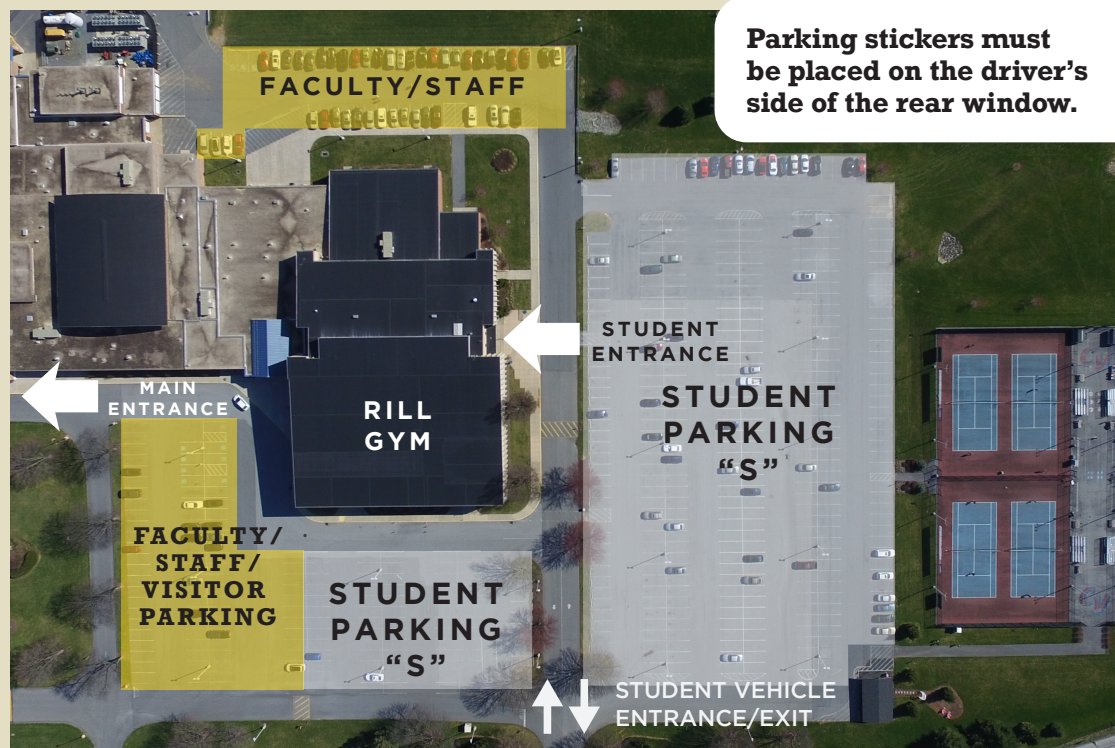 Parking stickers must
be placed on the driver's
side of the rear window.
FACULTY/STAFF
STUDENT
ENTRANCE
MAIN
ENTRANCE
RILL
GYM
STUDENT
PARKING
“S”
FACULTY/
STAFF/
VISITOR
PARKING
STUDENT
PARKING
“S”
STUDENT VEHICLE
ENTRANCE/EXIT